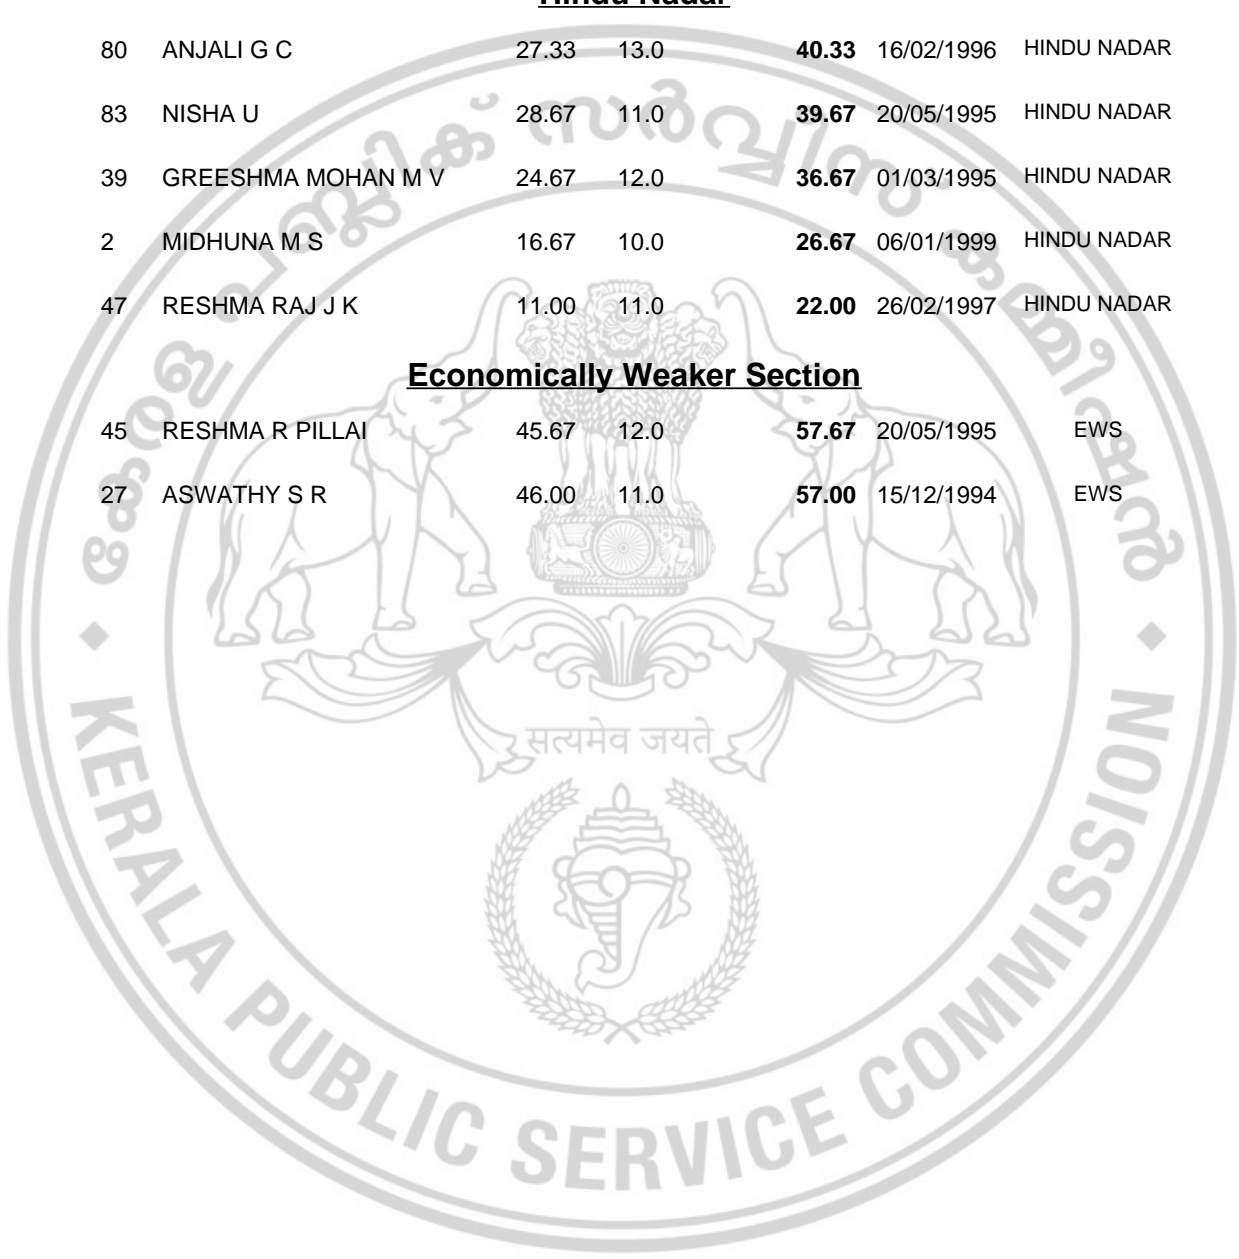 Hindu Nadar
80 ANJALI G C 27.33 13.0 40.33 16/02/1996 HINDU NADAR
83 NISHA U 28.67 11.0 39.67 20/05/1995 HINDU NADAR
39 GREESHMA MOHAN M V 24.67 12.0 36.67 01/03/1995 HINDU NADAR
2 MIDHUNA M S 16.67 10.0 26.67 06/01/1999 HINDU NADAR
47 RESHMA RAJ J K 11.00 11.0 22.00 26/02/1997 HINDU NADAR
Economically Weaker Section
45 RESHMA R PILLAI 45.67 12.0 57.67 20/05/1995 EWS
27 ASWATHY S R 46.00 11.0 57.00 15/12/1994 EWS
കേരള പബ്ലിക് സർവ്വീസ് കമ്മീഷൻ
सत्यमेव जयते
KERALA PUBLIC SERVICE COMMISSION